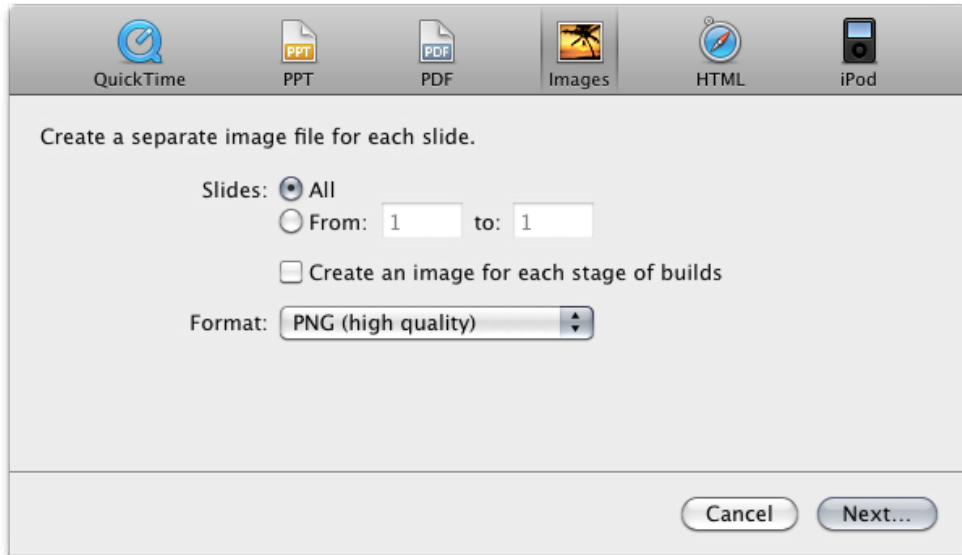 PPT
PDF
QuickTime PPT PDF Images HTML iPod
Create a separate image file for each slide.
Slides: All
From: 1 to: 1
Create an image for each stage of builds
Format: PNG (high quality)
Cancel Next...